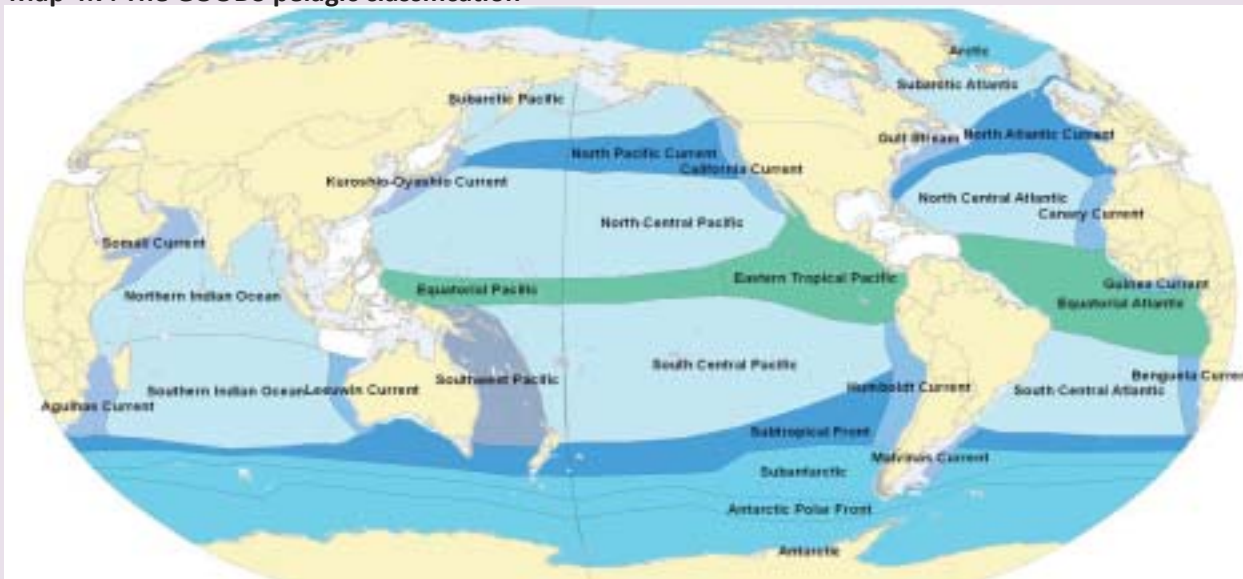 Arctic
Subarctic Atlantic
Subarctic Pacific
Gulf Stream
North Atlantic Current
North Pacific Current
California Current
Kuroshio-Oyashio Current
North Central Atlantic
Canary Current
North Central Pacific
Somali Current
Eastern Tropical Pacific
Guinea Current
Equatorial Pacific
Northern Indian Ocean
Equatorial Atlantic
South Central Pacific
Benguela Curren
Southwest Pacific
Humboldt Current
Southern Indian Ocean
Leeuwin Current
South Central Atlantic
Agulhas Current
Subtropical Front
Malvinas Current
Subantarctic
Antarctic Polar Front
Antarctic